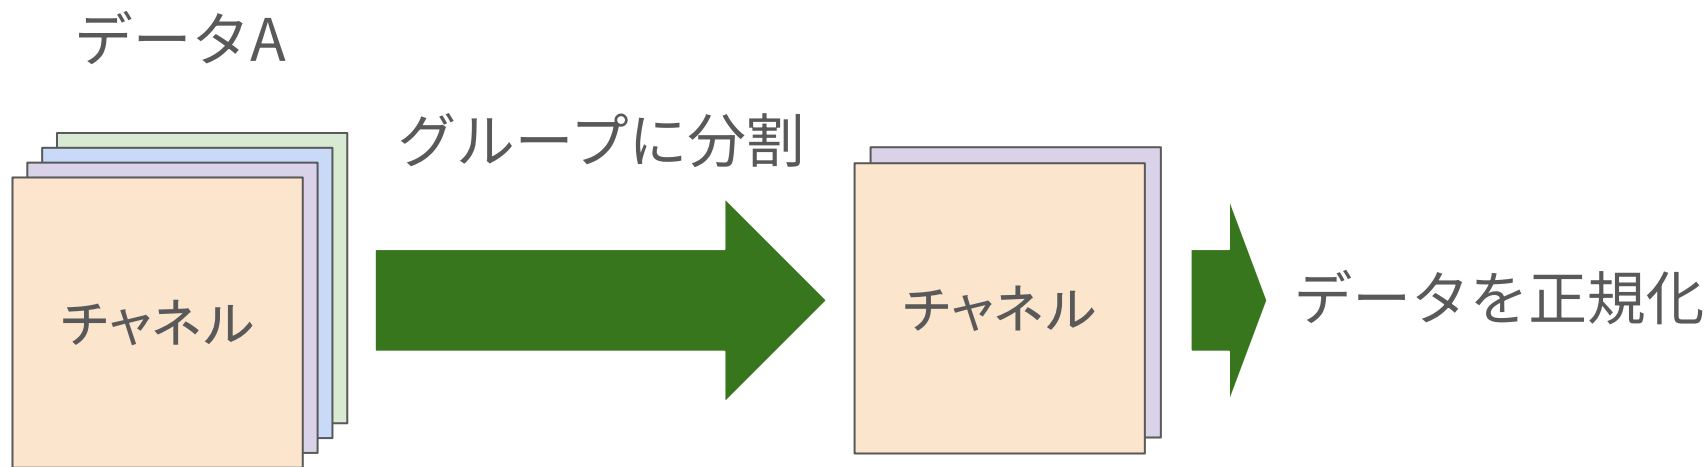 データA
グループに分割
チャネル
チャネル
データを正規化